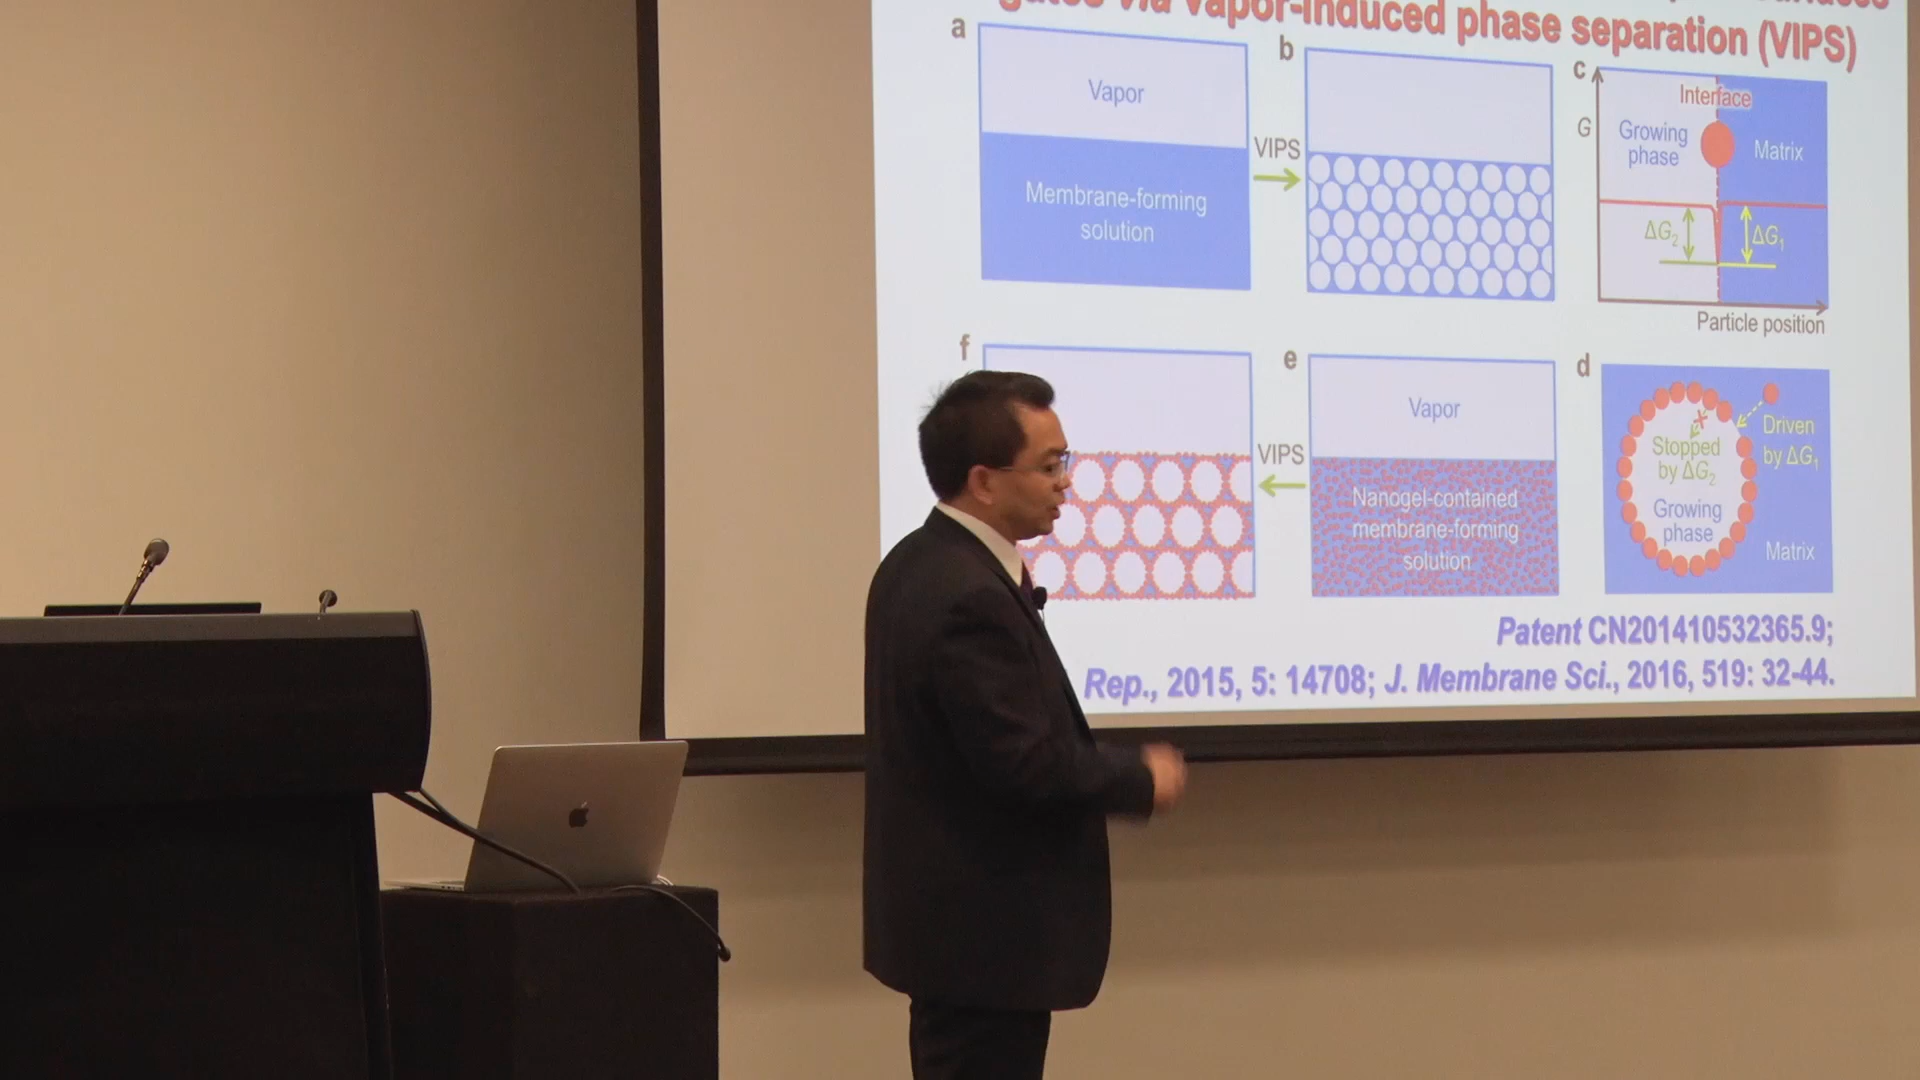 gates via vapor-induced phase separation (VIPS)
a
Vapor
Membrane-forming
solution
VIPS
b
c
G
Interface
Growing
phase
Matrix
ΔG2
ΔG1
Particle position
f
VIPS
e
Vapor
Nanogel-contained
membrane-forming
solution
d
Stopped
by ΔG2
Growing
phase
Driven
by ΔG1
Matrix
Patent CN201410532365.9;
Rep., 2015, 5: 14708; J. Membrane Sci., 2016, 519: 32-44.